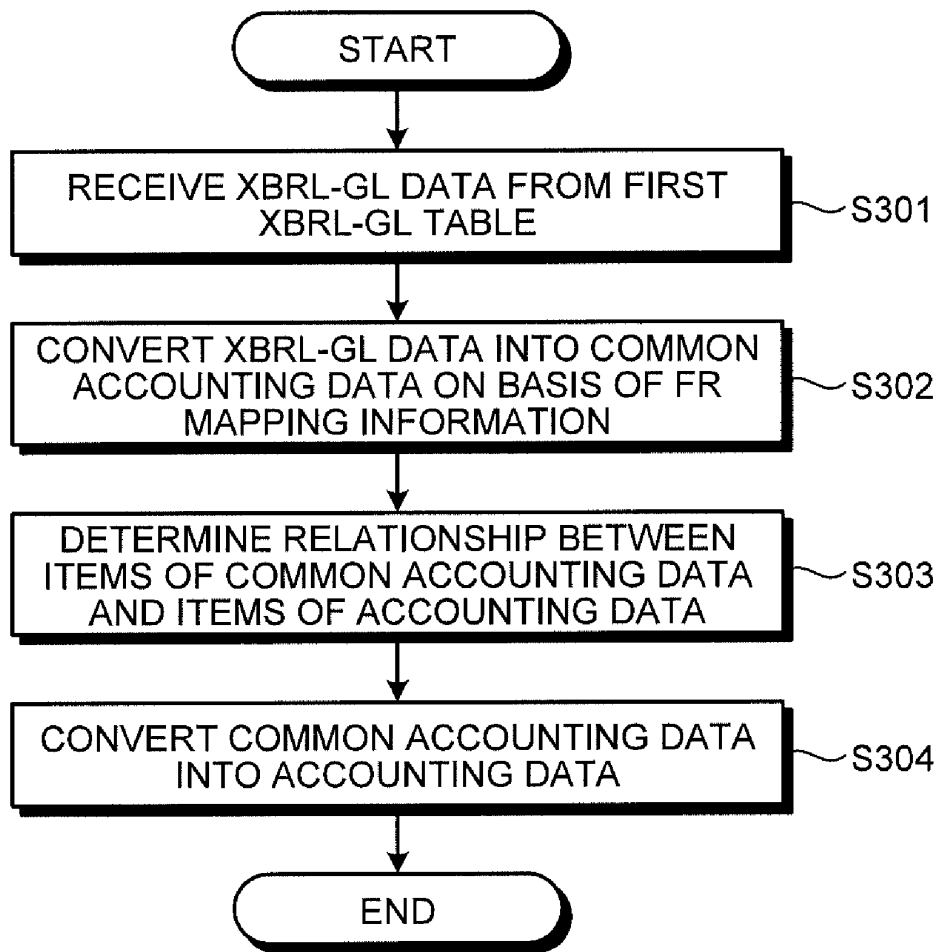 START
RECEIVE XBRL-GL DATA FROM FIRST
XBRL-GL TABLE
S301
CONVERT XBRL-GL DATA INTO COMMON
ACCOUNTING DATA ON BASIS OF FR
MAPPING INFORMATION
S302
DETERMINE RELATIONSHIP BETWEEN
ITEMS OF COMMON ACCOUNTING DATA
AND ITEMS OF ACCOUNTING DATA
S303
CONVERT COMMON ACCOUNTING DATA
INTO ACCOUNTING DATA
S304
END